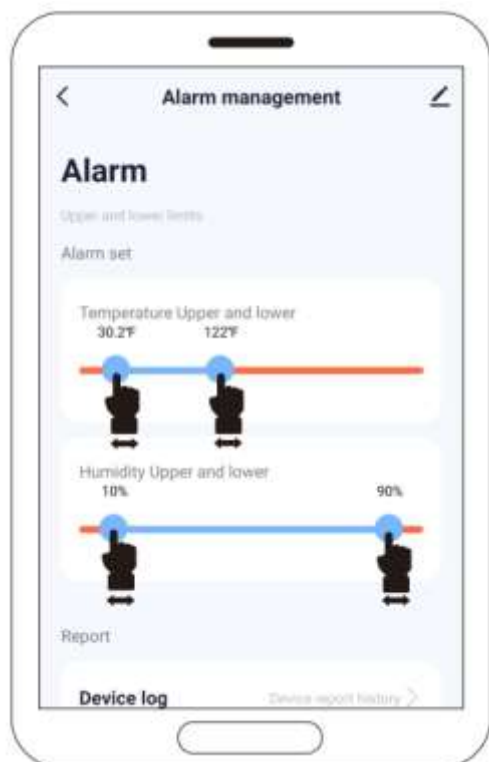 Alarm management
Alarm
Upper and lower limits
Alarm set
Temperature Upper and lower
30.2℉ 122℉
Humidity Upper and lower
10% 90%
Report
Device log Device report history